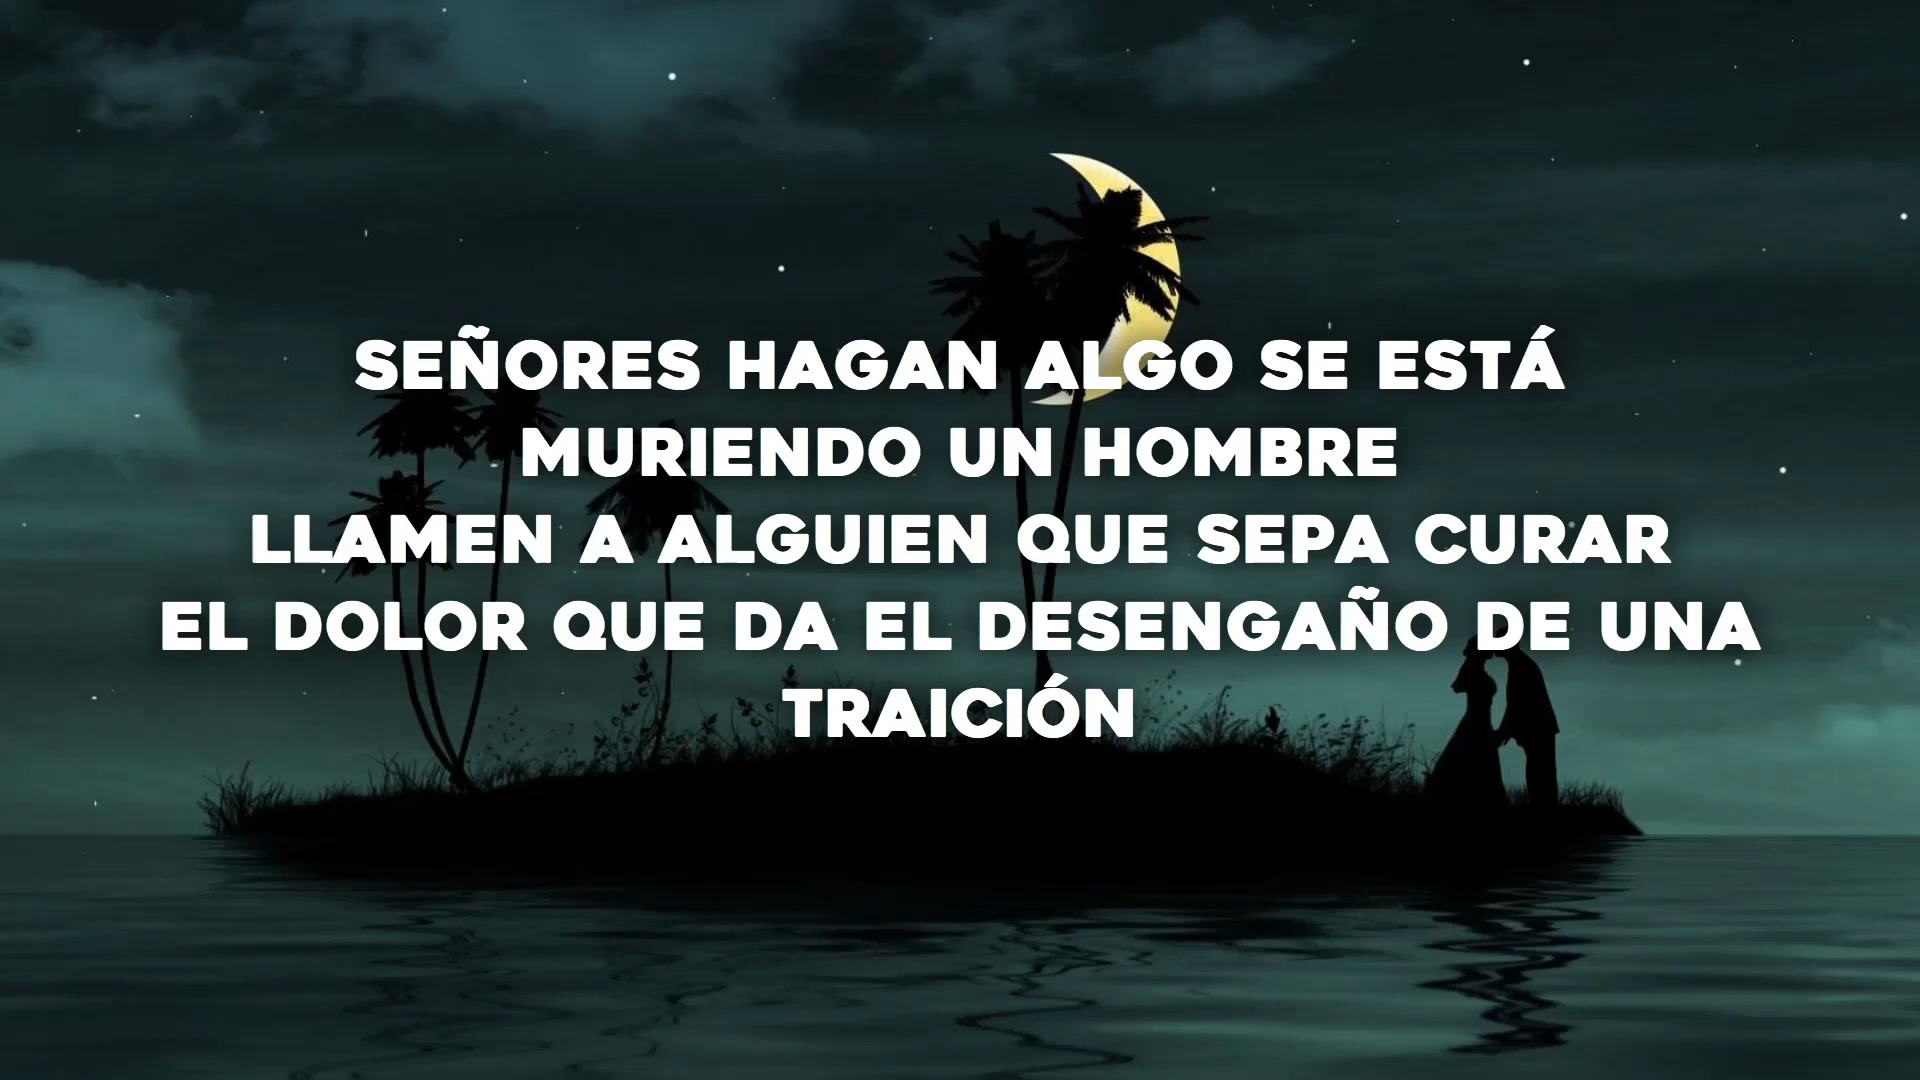 SEÑORES HAGAN ALGO SE ESTÁ
MURIENDO UN HOMBRE
LLAMEN A ALGUIEN QUE SEPA CURAR
EL DOLOR QUE DA EL DESENGAÑO DE UNA
TRAICIÓN